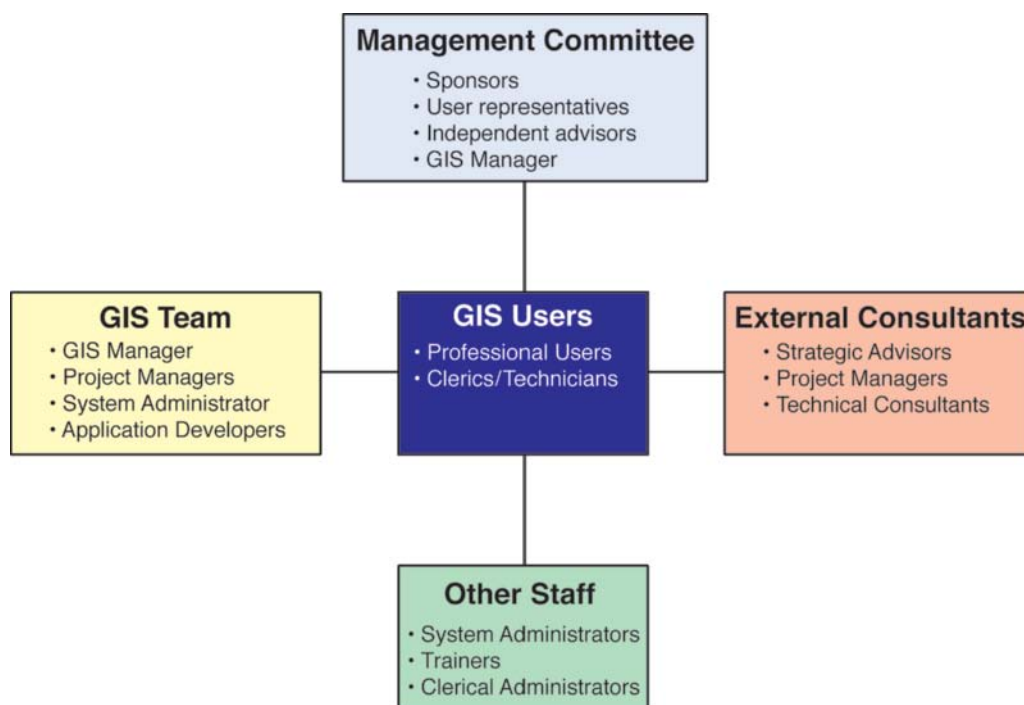 Management Committee
• Sponsors
• User representatives
• Independent advisors
• GIS Manager
GIS Team
• GIS Manager
• Project Managers
• System Administrator
• Application Developers
GIS Users
• Professional Users
• Clerics/Technicians
External Consultants
• Strategic Advisors
• Project Managers
• Technical Consultants
Other Staff
• System Administrators
• Trainers
• Clerical Administrators